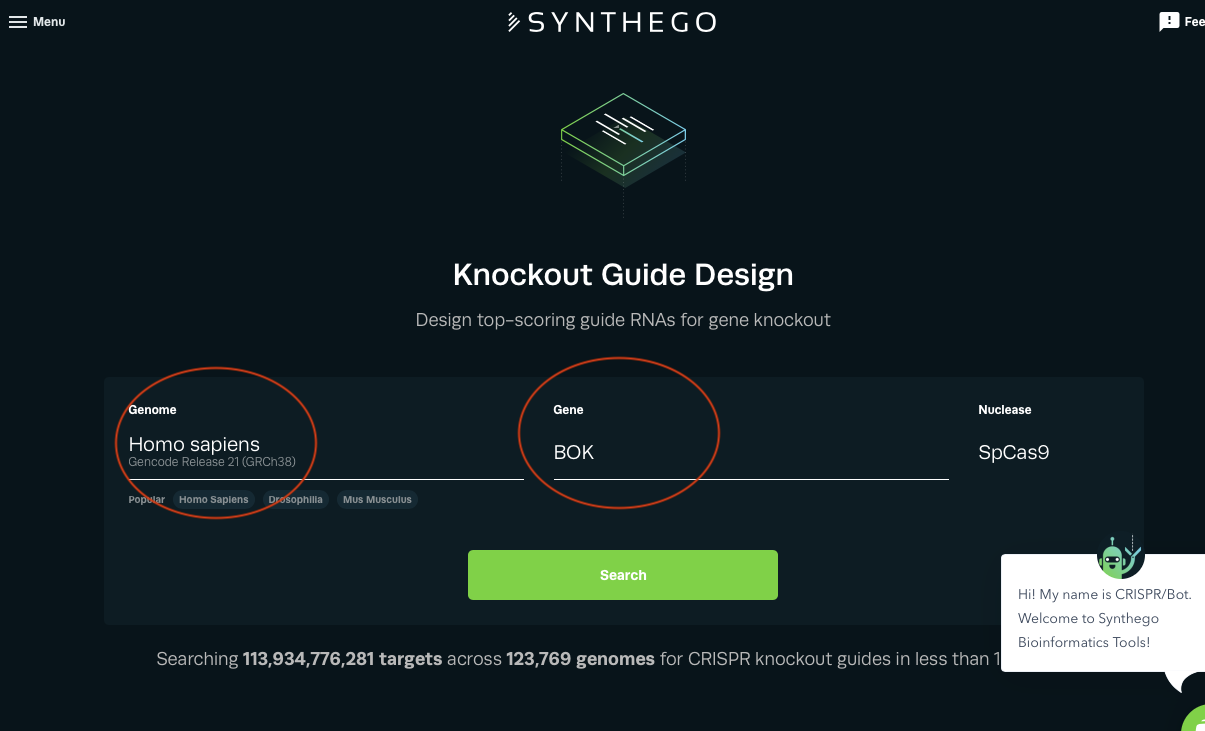 Menu
SYNTHEGO
Fee
Knockout Guide Design
Design top-scoring guide RNAs for gene knockout
Genome
Gene
Nuclease
Homo sapiens
BOK
SpCas9
Gencode Release 21 (GRCh38)
Popular Homo Sapiens Drosophilia Mus Musculus
Search
Hi! My name is CRISPR/Bot.
Welcome to Synthego
Bioinformatics Tools!
Searching 113,934,776,281 targets across 123,769 genomes for CRISPR knockout guides in less than 1